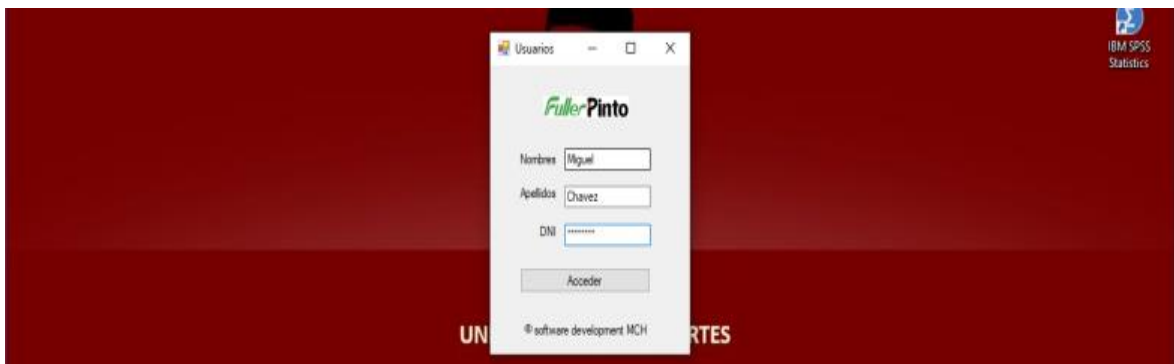 Usuarios
FullerPinto
Nombres Miguel
Apellidos Chavez
DNI ********
Acceder
® software development MCH
UN RTES
IBM SPSS
Statistics